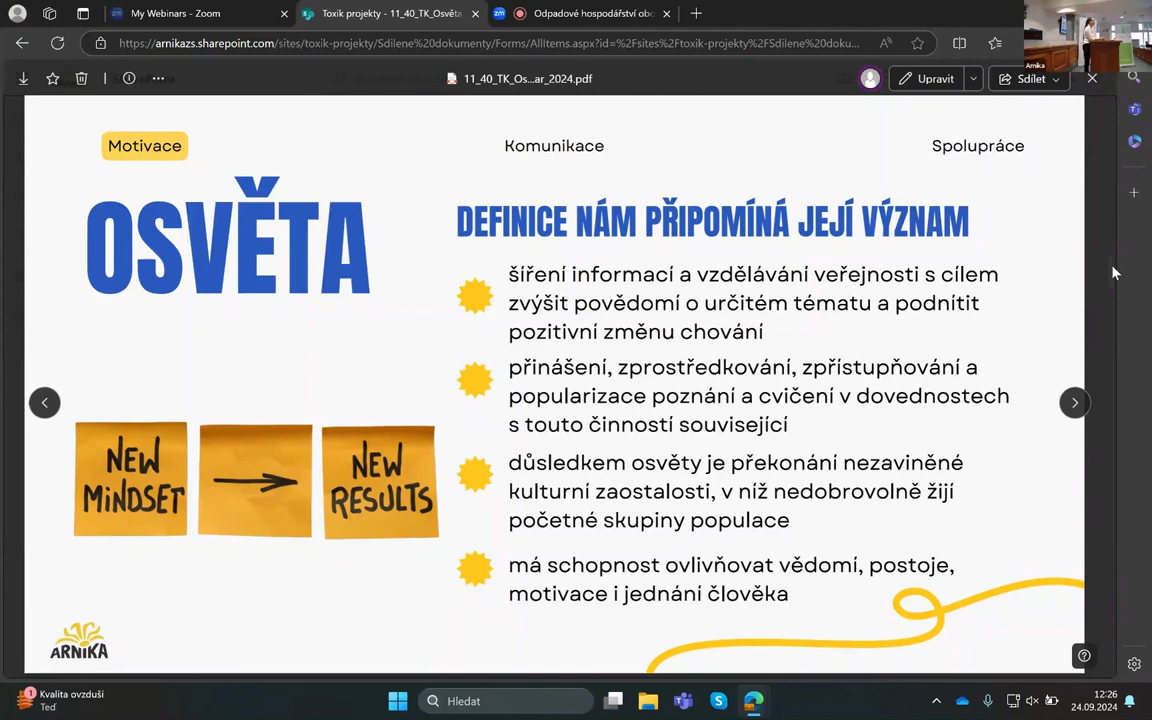 My Webinars - Zoom
Toxik projekty - 11_40_TK_Osvěta
Odpadové hospodářství obc
https://arnikazs.sharepoint.com/sites/toxik-projekty/Sdilene%20dokumenty/Forms/AllItems.aspx?id=%2Fsites%2Ftoxik-projekty%2FSdilene%20doku...
Arnika
11_40_TK_Os...ar_2024.pdf
Upravit
Sdílet
Motivace
Komunikace
Spolupráce
OSVĚTA
DEFINICE NÁM PŘIPOMÍNÁ JEJÍ VÝZNAM
šíření informací a vzdělávání veřejnosti s cílem
zvýšit povědomí o určitém tématu a podnítit
pozitivní změnu chování
přinášení, zprostředkování, zpřístupňování a
popularizace poznání a cvičení v dovednostech
s touto činností související
důsledkem osvěty je překonání nezaviněné
kulturní zaostalosti, v níž nedobrovolně žijí
početné skupiny populace
má schopnost ovlivňovat vědomí, postoje,
motivace i jednání člověka
NEW
MINDSET
NEW
RESULTS
ARNIKA
1
Kvalita ovzduší
Teď
Hledat
12:26
24.09.2024